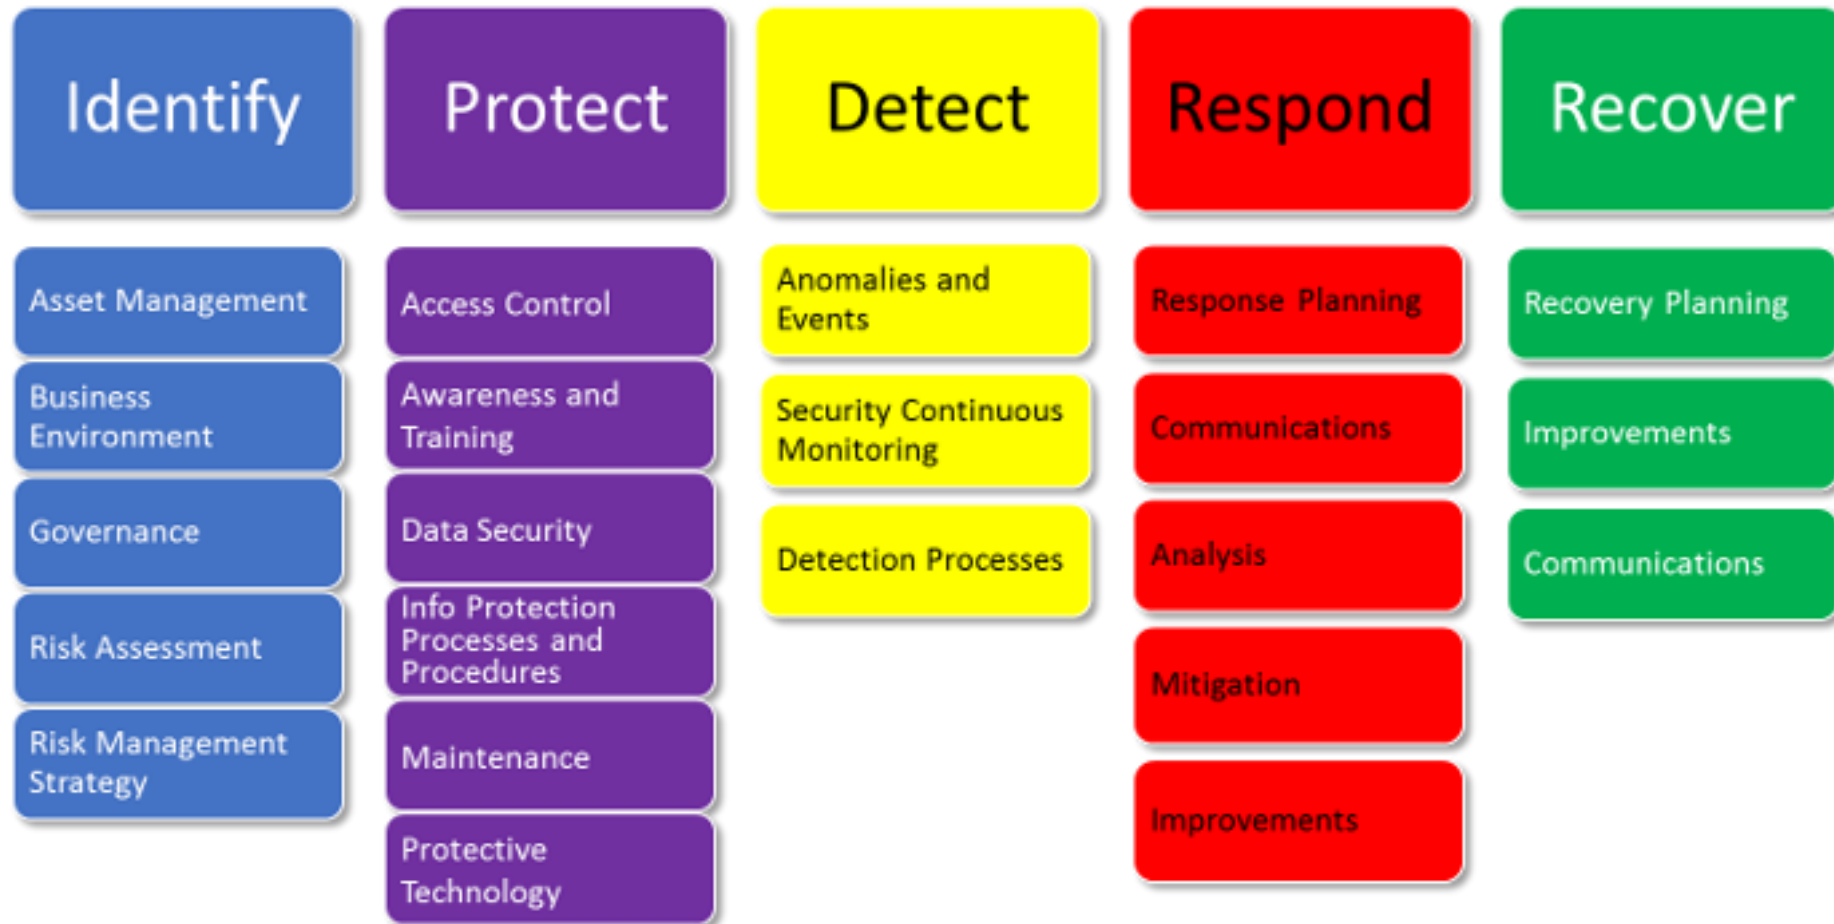 Identify
Protect
Detect
Respond
Recover
Asset Management
Business
Environment
Governance
Risk Assessment
Risk Management
Strategy
Access Control
Awareness and
Training
Data Security
Info Protection
Processes and
Procedures
Maintenance
Protective
Technology
Anomalies and
Events
Security Continuous
Monitoring
Detection Processes
Response Planning
Communications
Analysis
Mitigation
Improvements
Recovery Planning
Improvements
Communications